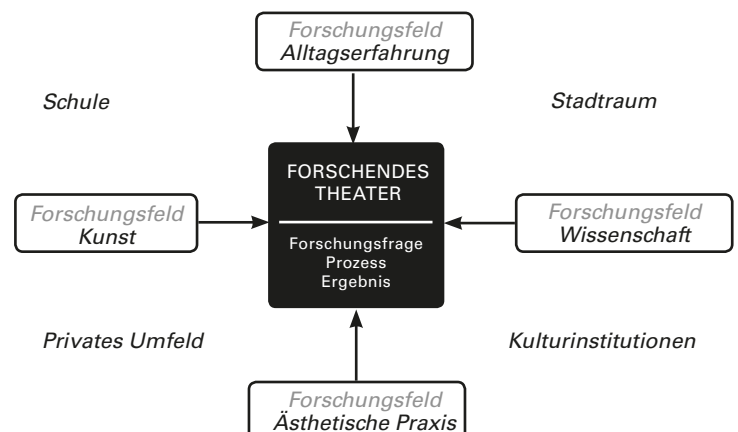 Forschungsfeld
Alltagserfahrung
Schule
Stadtraum
FORSCHENDES
THEATER
Forschungsfrage
Prozess
Ergebnis
Forschungsfeld
Kunst
Forschungsfeld
Wissenschaft
Privates Umfeld
Kulturinstitutionen
Forschungsfeld
Ästhetische Praxis